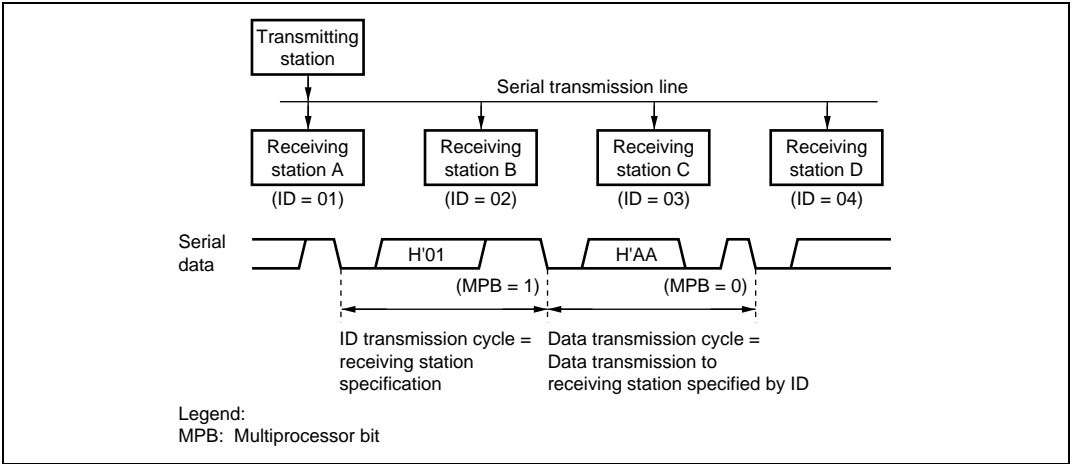 Transmitting
station
Serial transmission line
Receiving
station A
Receiving
station B
Receiving
station C
Receiving
station D
(ID = 01)
(ID = 02)
(ID = 03)
(ID = 04)
Serial
data
H'01
H'AA
(MPB = 1)
(MPB = 0)
ID transmission cycle =
receiving station
specification
Data transmission cycle =
Data transmission to
receiving station specified by ID
Legend:
MPB: Multiprocessor bit